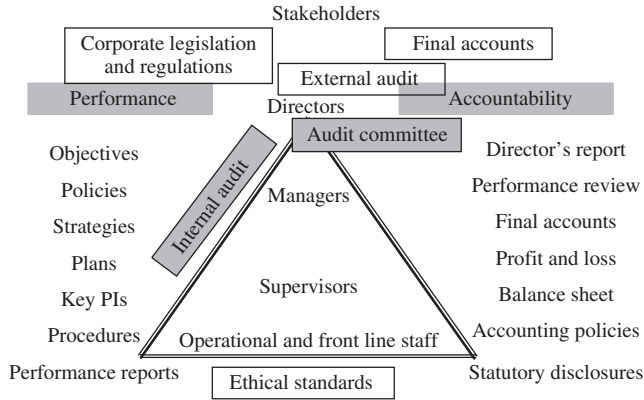 Stakeholders
Corporate legislation
and regulations
Final accounts
External audit
Performance
Accountability
Directors
Audit committee
Internal audit
Objectives
Policies
Strategies
Plans
Key PIs
Procedures
Performance reports
Managers
Supervisors
Operational and front line staff
Ethical standards
Director's report
Performance review
Final accounts
Profit and loss
Balance sheet
Accounting policies
Statutory disclosures